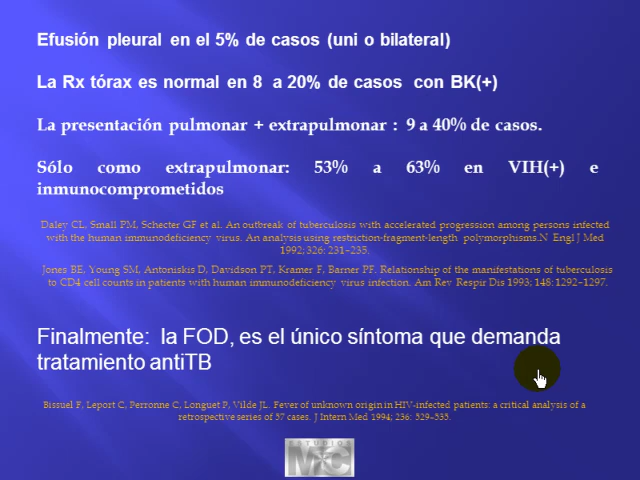 Efusión pleural en el 5% de casos (uni o bilateral)
La Rx tórax es normal en 8 a 20% de casos con BK(+)
La presentación pulmonar + extrapulmonar : 9 a 40% de casos.
Sólo como extrapulmonar: 53% a 63% en VIH(+) e
inmunocomprometidos
Daley CL, Small PM, Schecter GF et al. An outbreak of tuberculosis with accelerated progression among persons infected
with the human immunodeficiency virus. An analysis using restriction-fragment-length polymorphisms.N Engl J Med
1992; 326: 231–235.
Jones BE, Young SM, Antoniskis D, Davidson PT, Kramer F, Barner PF. Relationship of the manifestations of tuberculosis
to CD4 cell counts in patients with human immunodeficiency virus infection. Am Rev Respir Dis 1993; 148: 1292–1297.
Finalmente: la FOD, es el único síntoma que demanda
tratamiento antiTB
Bissuel F, Leport C, Perronne C, Longuet P, Vilde JL. Fever of unknown origin in HIV-infected patients: a critical analysis of a
retrospective series of 57 cases. J Intern Med 1994; 236: 529–535.
ESTUDIOS
MFC